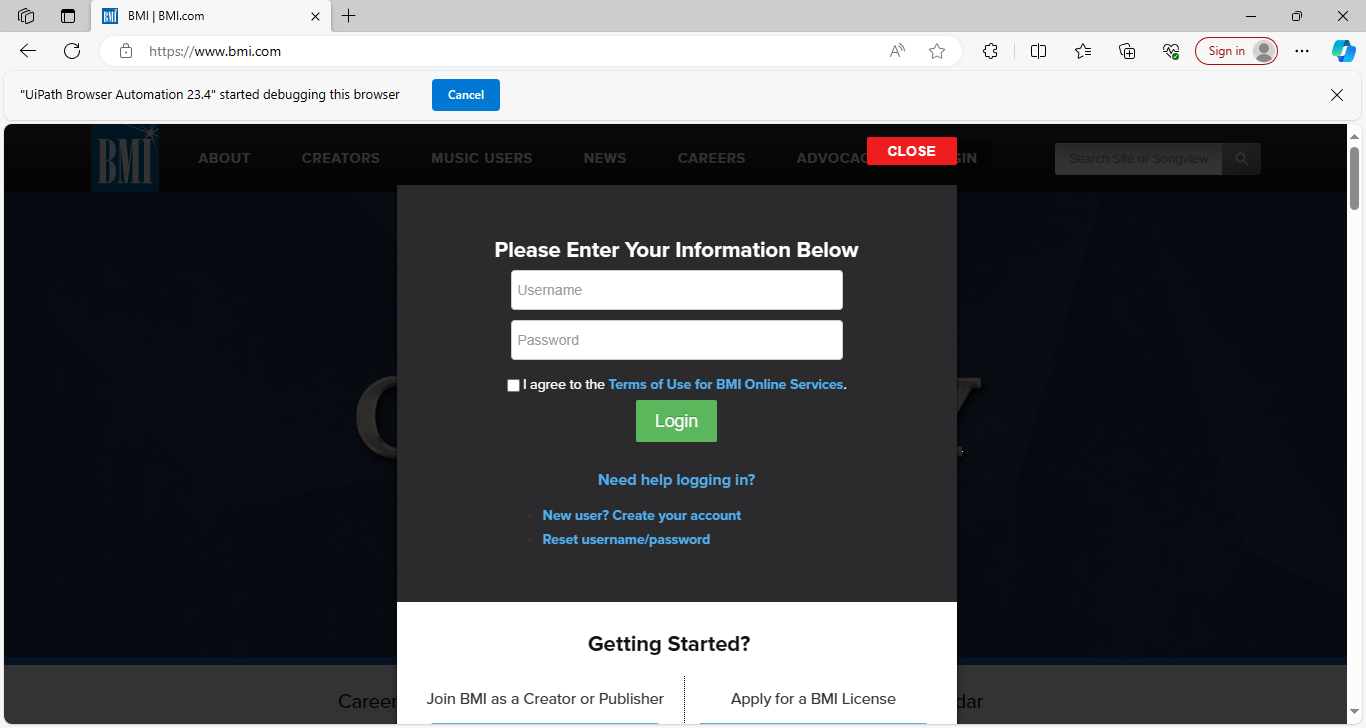 BMI | BMI.com
https://www.bmi.com
Sign in
"UiPath Browser Automation 23.4" started debugging this browser
Cancel
BMI
ABOUT
CREATORS
MUSIC USERS
NEWS
CAREERS
ADVOCAC
CLOSE
GIN
Search Site or Songview
Please Enter Your Information Below
Username
Password
I agree to the Terms of Use for BMI Online Services.
Login
Need help logging in?
New user? Create your account
Reset username/password
Getting Started?
Career
Join BMI as a Creator or Publisher
Apply for a BMI License
dar